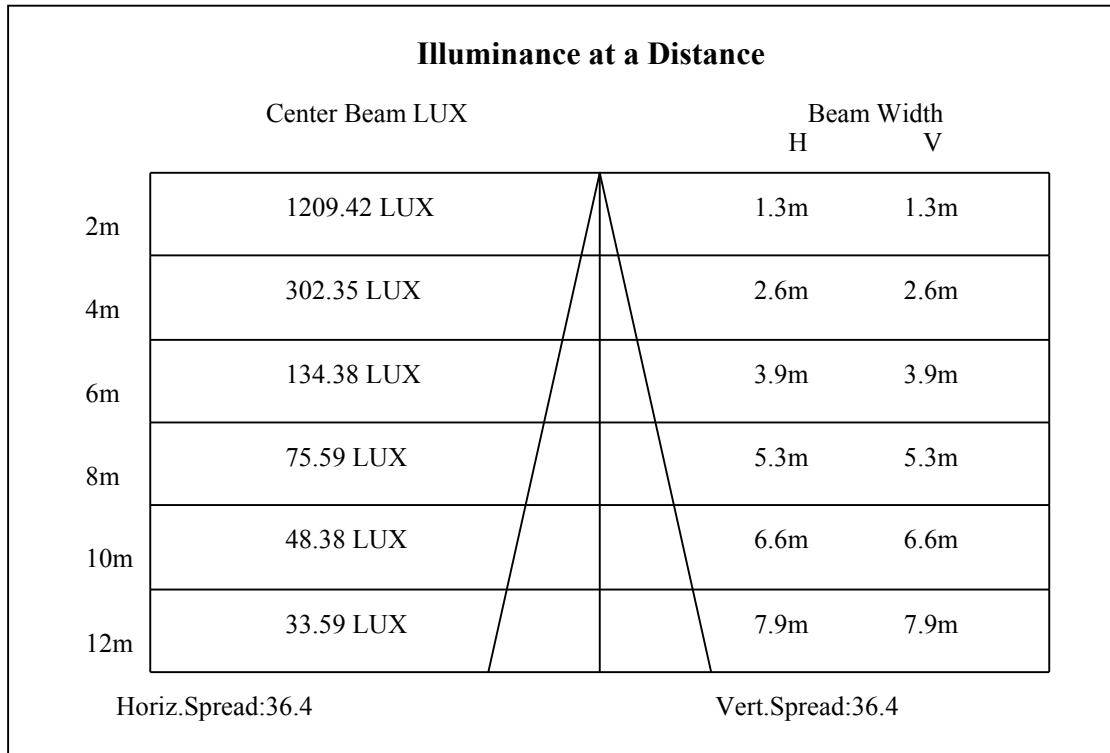 Illuminance at a Distance
Center Beam LUX Beam Width
H V
2m 1209.42 LUX 1.3m 1.3m
4m 302.35 LUX 2.6m 2.6m
6m 134.38 LUX 3.9m 3.9m
8m 75.59 LUX 5.3m 5.3m
10m 48.38 LUX 6.6m 6.6m
12m 33.59 LUX 7.9m 7.9m
Horiz.Spread:36.4 Vert.Spread:36.4